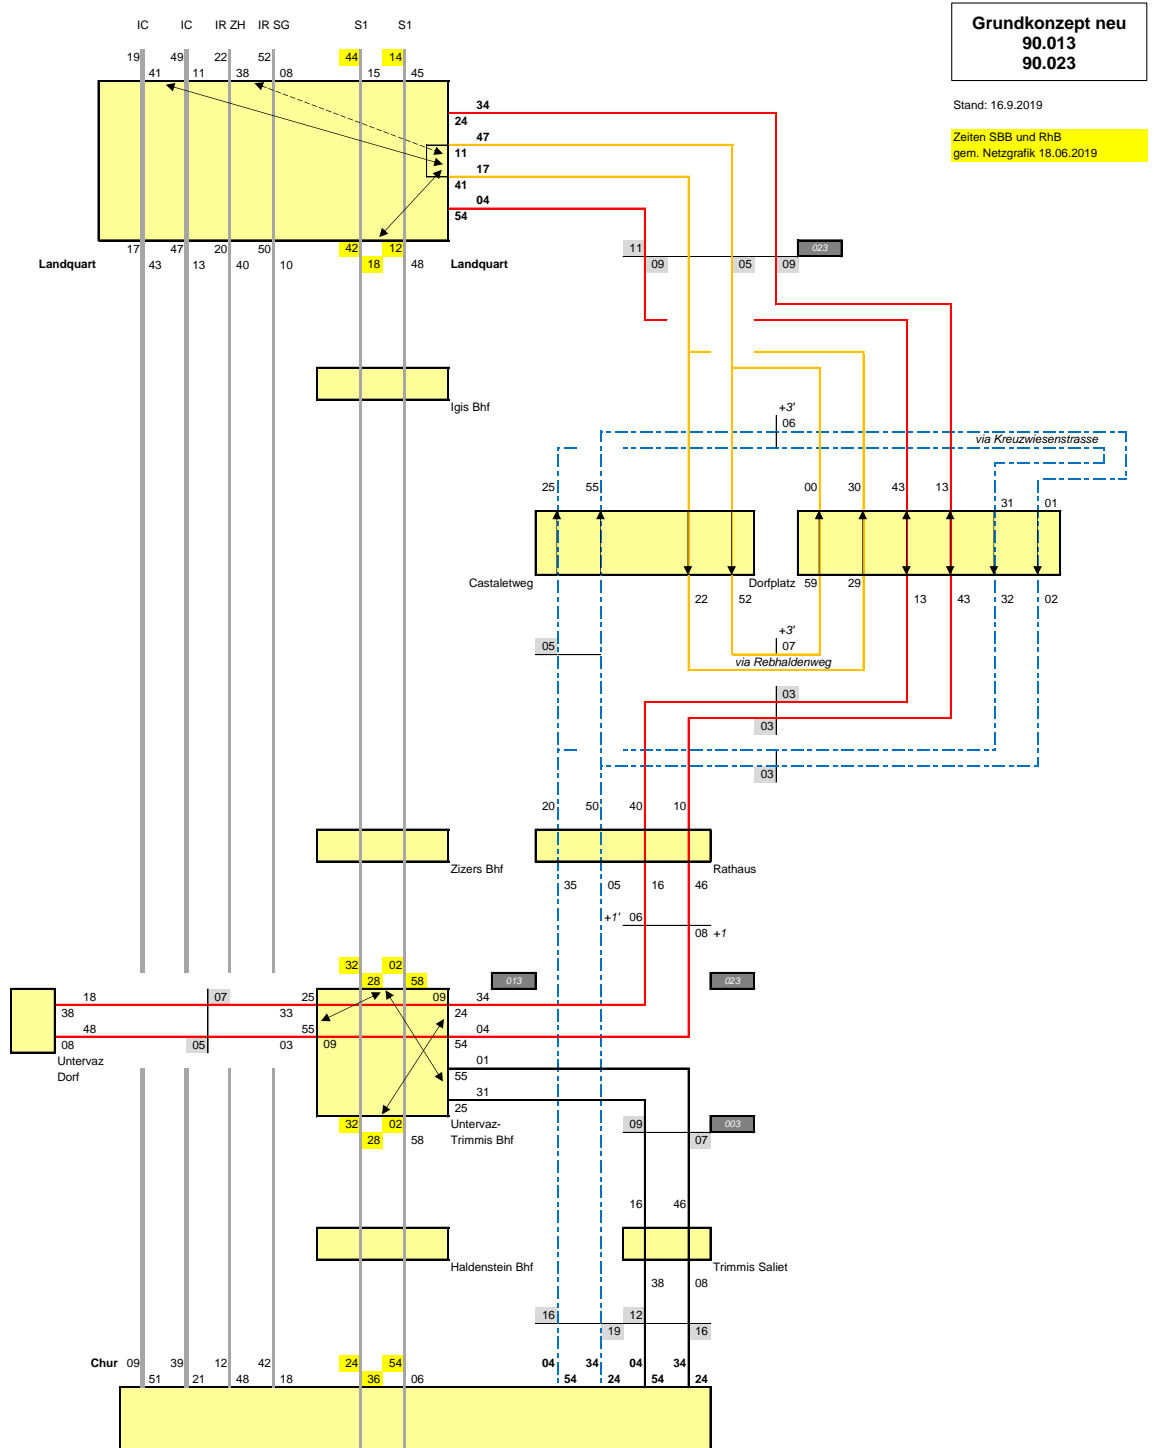 IC IC IR ZH IR SG S1 S1
Grundkonzept neu
90.013
90.023
19 49 22 52 44 14
41 11 38 08 15 45
Stand: 16.9.2019
34
24
Zeiten SBB und RhB
gem. Netzgrafik 18.06.2019
47
11
17
41
04
54
17 47 20 50 42 12
Landquart 43 13 40 10 18 48 Landquart
11 023
09 05 09
Igis Bhf
+3'
06
via Kreuzwiesenstrasse
25 55 00 30 43 13
31 01
Castaletweg Dorfplatz 59 29
22 52 13 43 32 02
+3'
05 07
via Rebhaldenweg
03
03
03
20 50 40 10
Zizers Bhf Rathaus
35 05 16 46
+1' 06
08 +1
32 02
28 58 013 023
18 07 25 09 34
38 33 24
48 55 04
08 05 03 09 54
Untervaz
Dorf
01
55
31
25
32 02 Untervaz-
28 58 Trimmis Bhf
09 003
07
16 46
Haldenstein Bhf Trimmis Saliet
38 08
16 12
19 16
Chur 09 39 12 42 24 54 04 34 04 34
51 21 48 18 36 06 54 24 54 24